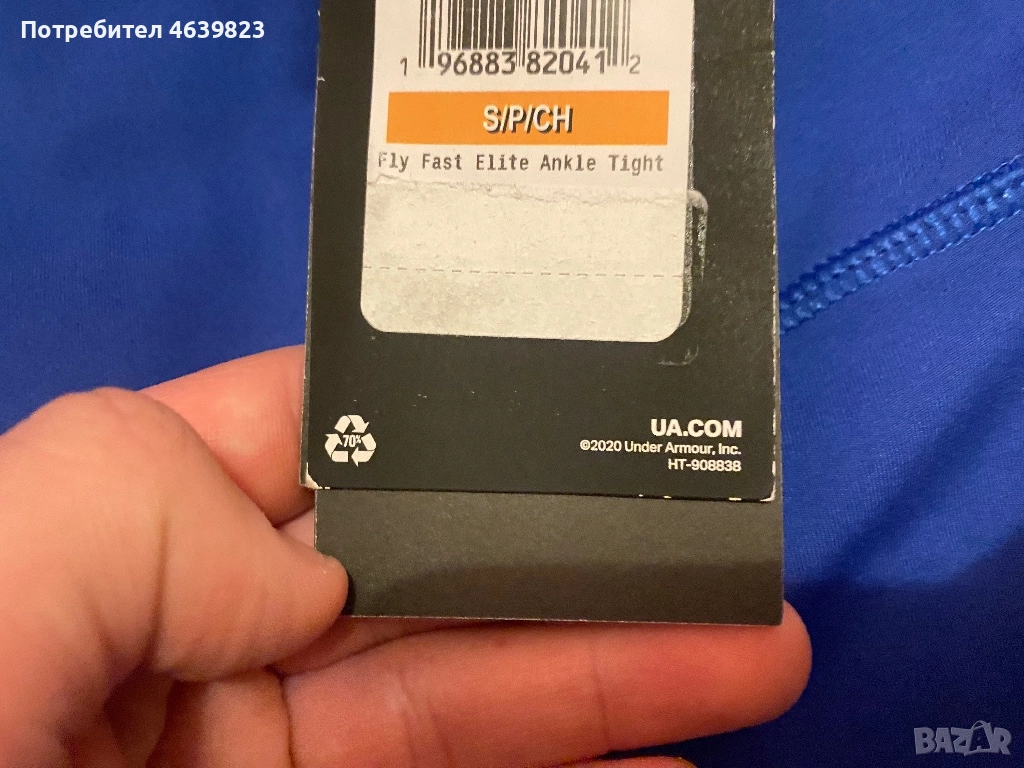 Потребител 4639823
1 96883 82041 2
S/P/CH
Fly Fast Elite Ankle Tight
70%
UA.COM
©2020 Under Armour, Inc.
HT-908838
BAZAR